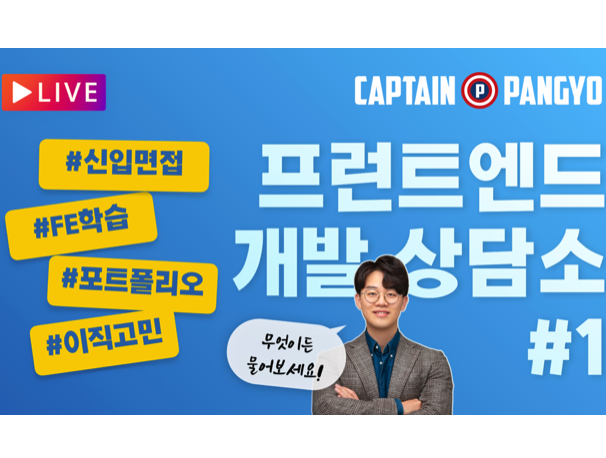 LIVE
CAPTAIN P PANGYO
#신입면접
#FE학습
#포트폴리오
#이직고민
프런트엔드
개발 상담소
#1
무엇이든
물어보세요!